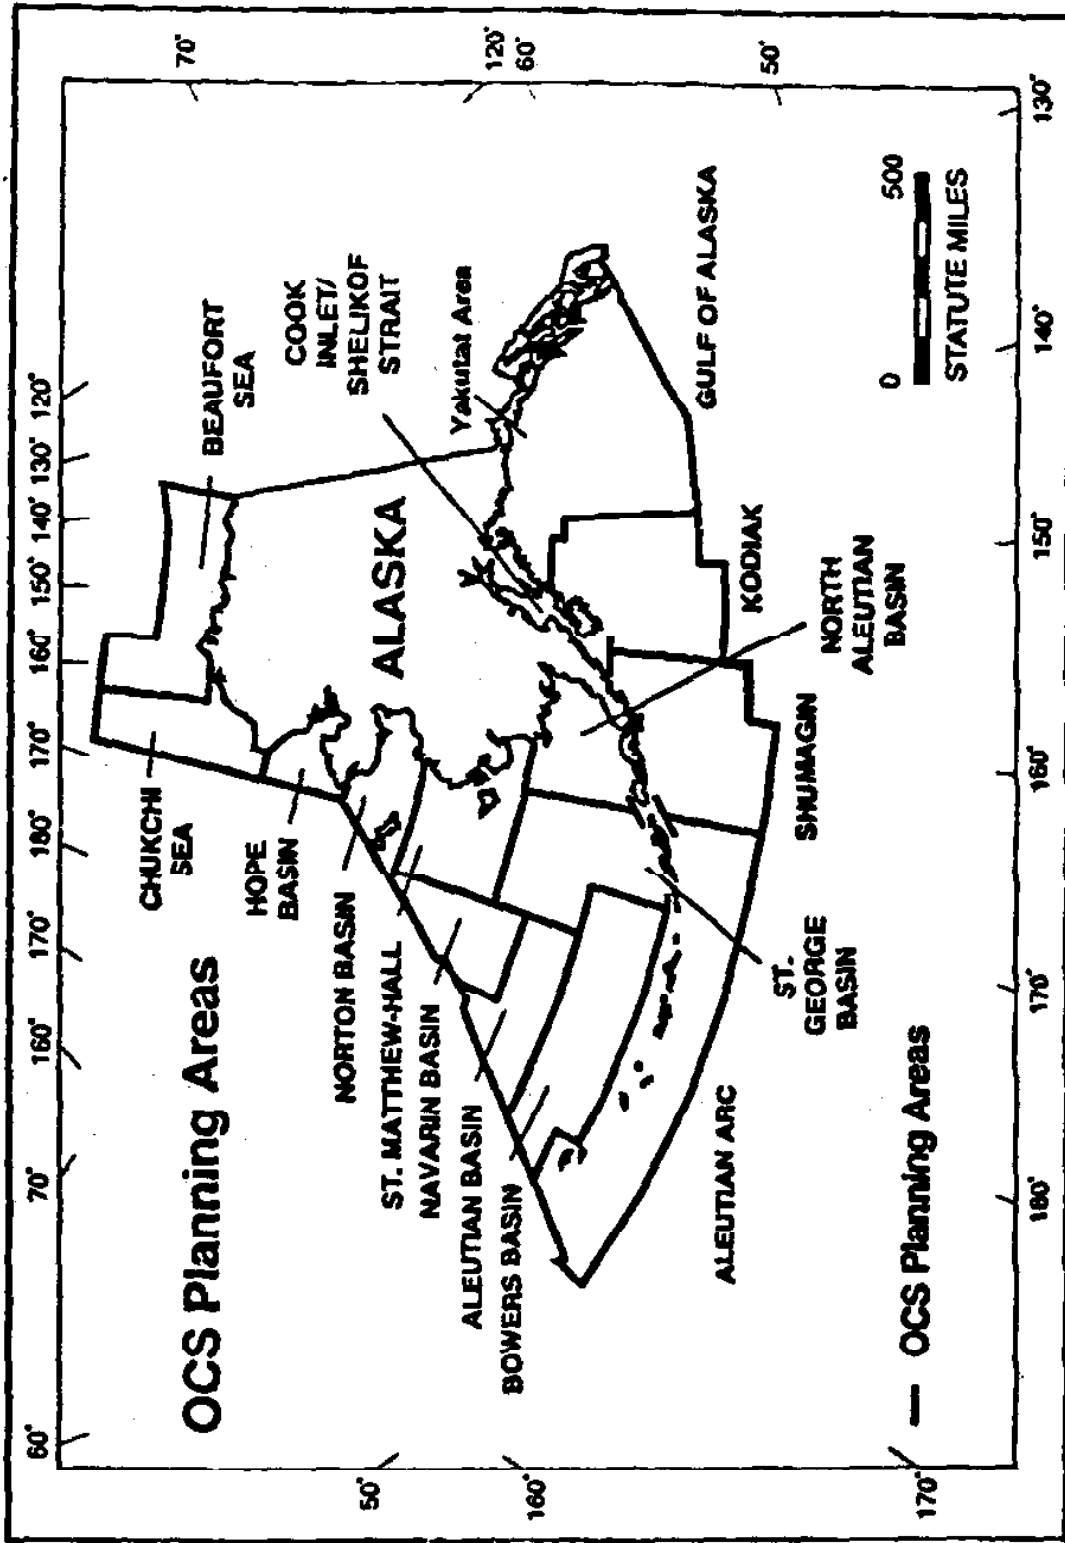 OCS Planning Areas
60°
70°
160°
170°
180°
170°
160°
150°
140°
130°
120°
70°
120°
60°
50°
CHUKCHI
SEA
HOPE
BASIN
NORTON BASIN
ST. MATTHEW-HALL
NAVARIN BASIN
ALEUTIAN BASIN
BOWERS BASIN
BEAUFORT
SEA
COOK
INLET/
SHELIKOF
STRAIT
Yakutat Area
ALASKA
GULF OF ALASKA
KODIAK
NORTH
ALEUTIAN
BASIN
SHUMAGIN
ST.
GEORGE
BASIN
ALEUTIAN ARC
OCS Planning Areas
0 500
STATUTE MILES
50°
160°
170°
180°
170°
160°
150°
140°
130°